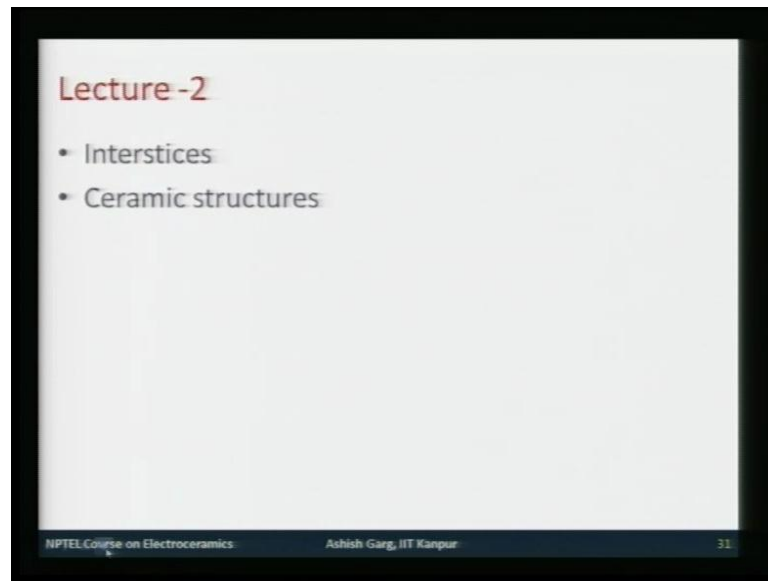 Lecture -2
• Interstices
• Ceramic structures
NPTEL Course on Electroceramics Ashish Garg, IIT Kanpur 31